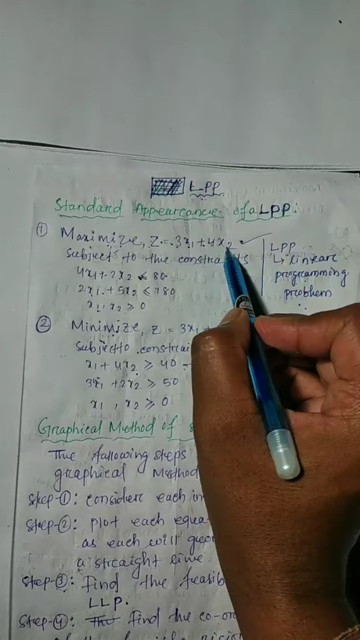 LPP
Standard Appearance of a LPP:
① Maximize, Z = 3x₁ + 4x₂
Subject to the constraints
4x₁ + 2x₂ ≤ 80
2x₁ + 5x₂ ≤ 180
x₁, x₂ ≥ 0
LPP
↳ linear
programming
problem
② Minimize, Z = 3x₁ +
Subject to constrai
x₁ + 4x₂ ≥ 40
3x₁ + 2x₂ ≥ 50
x₁, x₂ ≥ 0
Graphical Method of
The following steps
graphical Method
step-①: consider each in
step-②: plot each equa
as each will geo
a straight line
step-③: Find the feasib
LLP.
step-④: find the co-or